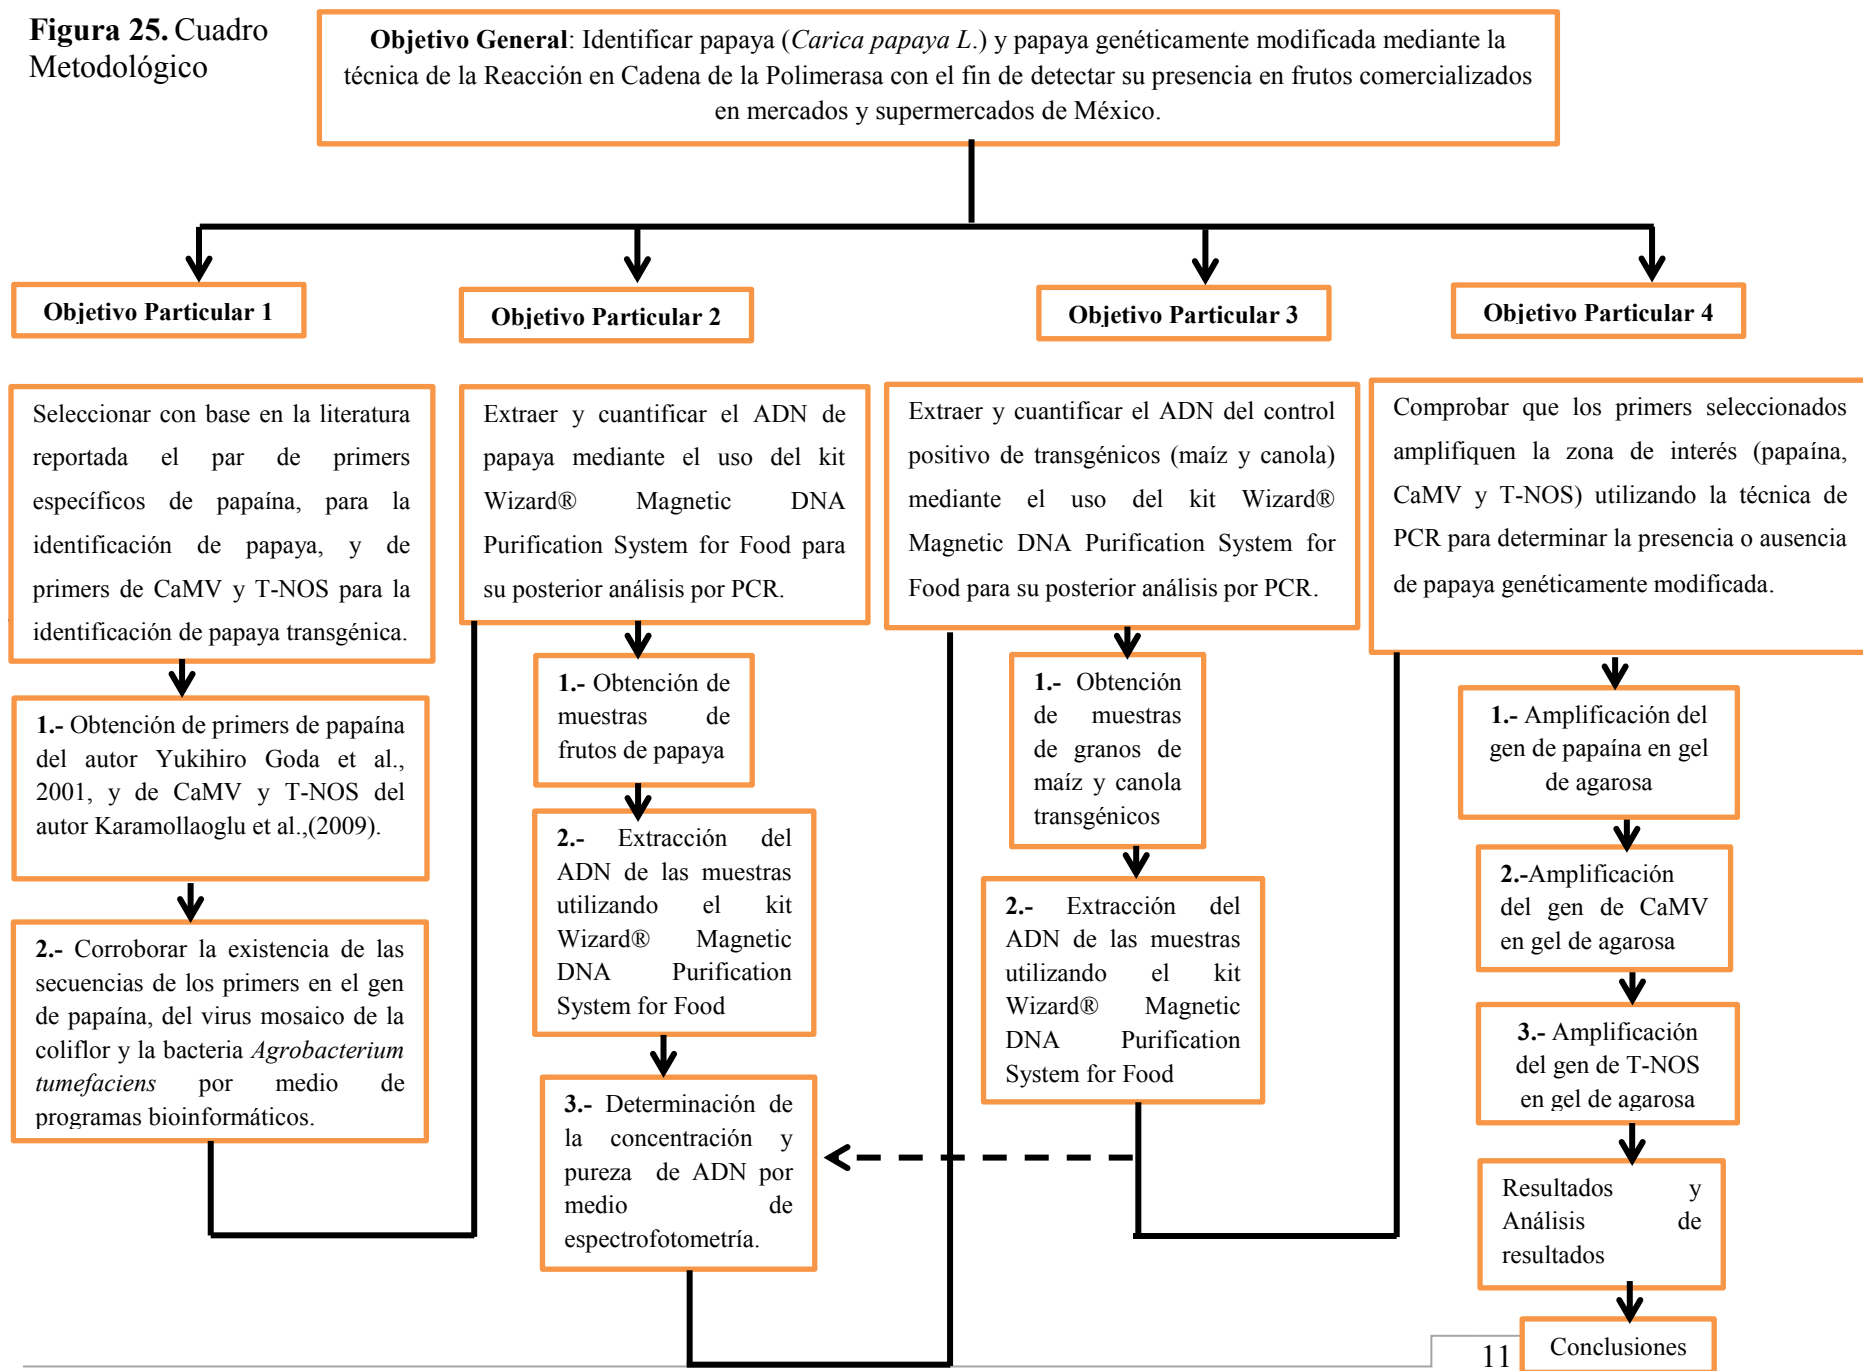 Figura 25. Cuadro
Metodológico
Objetivo General: Identificar papaya (Carica papaya L.) y papaya genéticamente modificada mediante la
técnica de la Reacción en Cadena de la Polimerasa con el fin de detectar su presencia en frutos comercializados
en mercados y supermercados de México.
Objetivo Particular 1
Seleccionar con base en la literatura
reportada el par de primers
específicos de papaína, para la
identificación de papaya, y de
primers de CaMV y T-NOS para la
identificación de papaya transgénica.
1.- Obtención de primers de papaína
del autor Yukihiro Goda et al.,
2001, y de CaMV y T-NOS del
autor Karamollaoglu et al.,(2009).
2.- Corroborar la existencia de las
secuencias de los primers en el gen
de papaína, del virus mosaico de la
coliflor y la bacteria Agrobacterium
tumefaciens por medio de
programas bioinformáticos.
Objetivo Particular 2
Extraer y cuantificar el ADN de
papaya mediante el uso del kit
Wizard® Magnetic DNA
Purification System for Food para
su posterior análisis por PCR.
1.- Obtención de
muestras de
frutos de papaya
2.- Extracción del
ADN de las muestras
utilizando el kit
Wizard® Magnetic
DNA Purification
System for Food
3.- Determinación de
la concentración y
pureza de ADN por
medio de
espectrofotometría.
Objetivo Particular 3
Extraer y cuantificar el ADN del control
positivo de transgénicos (maíz y canola)
mediante el uso del kit Wizard®
Magnetic DNA Purification System for
Food para su posterior análisis por PCR.
1.- Obtención
de muestras
de granos de
maíz y canola
transgénicos
2.- Extracción del
ADN de las muestras
utilizando el kit
Wizard® Magnetic
DNA Purification
System for Food
Objetivo Particular 4
Comprobar que los primers seleccionados
amplifiquen la zona de interés (papaína,
CaMV y T-NOS) utilizando la técnica de
PCR para determinar la presencia o ausencia
de papaya genéticamente modificada.
1.- Amplificación del
gen de papaína en gel
de agarosa
2.-Amplificación
del gen de CaMV
en gel de agarosa
3.- Amplificación
del gen de T-NOS
en gel de agarosa
Resultados y
Análisis de
resultados
Conclusiones
11